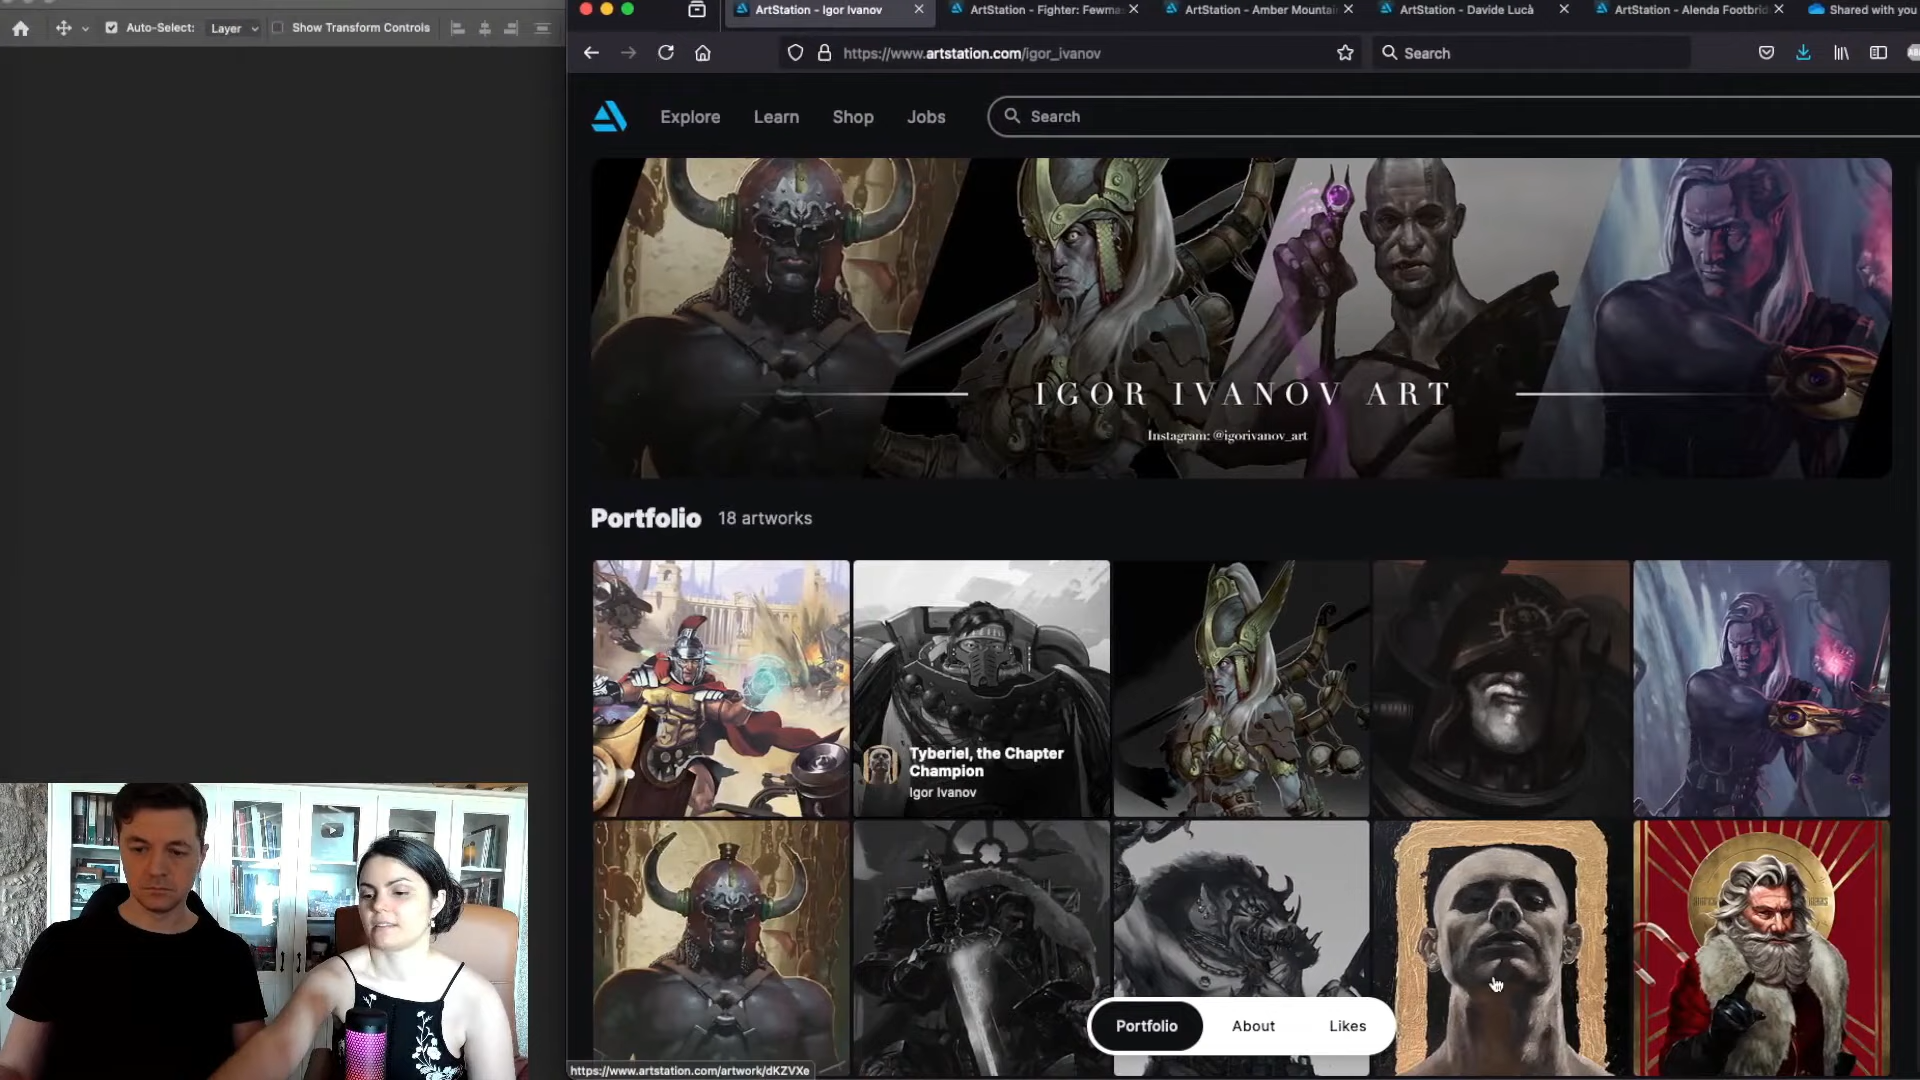 Auto-Select: Layer Show Transform Controls
ArtStation - Igor Ivanov
ArtStation - Fighter: Fewmas
ArtStation - Amber Mountai
ArtStation - Davide Lucà
ArtStation - Alenda Footbrid
Shared with you
https://www.artstation.com/igor_ivanov
Search
Explore
Learn
Shop
Jobs
Search
IGOR IVANOV ART
Instagram: @igorivanov_art
Portfolio 18 artworks
Tyberiel, the Chapter
Champion
Igor Ivanov
Portfolio
About
Likes
https://www.artstation.com/artwork/dKZVXe